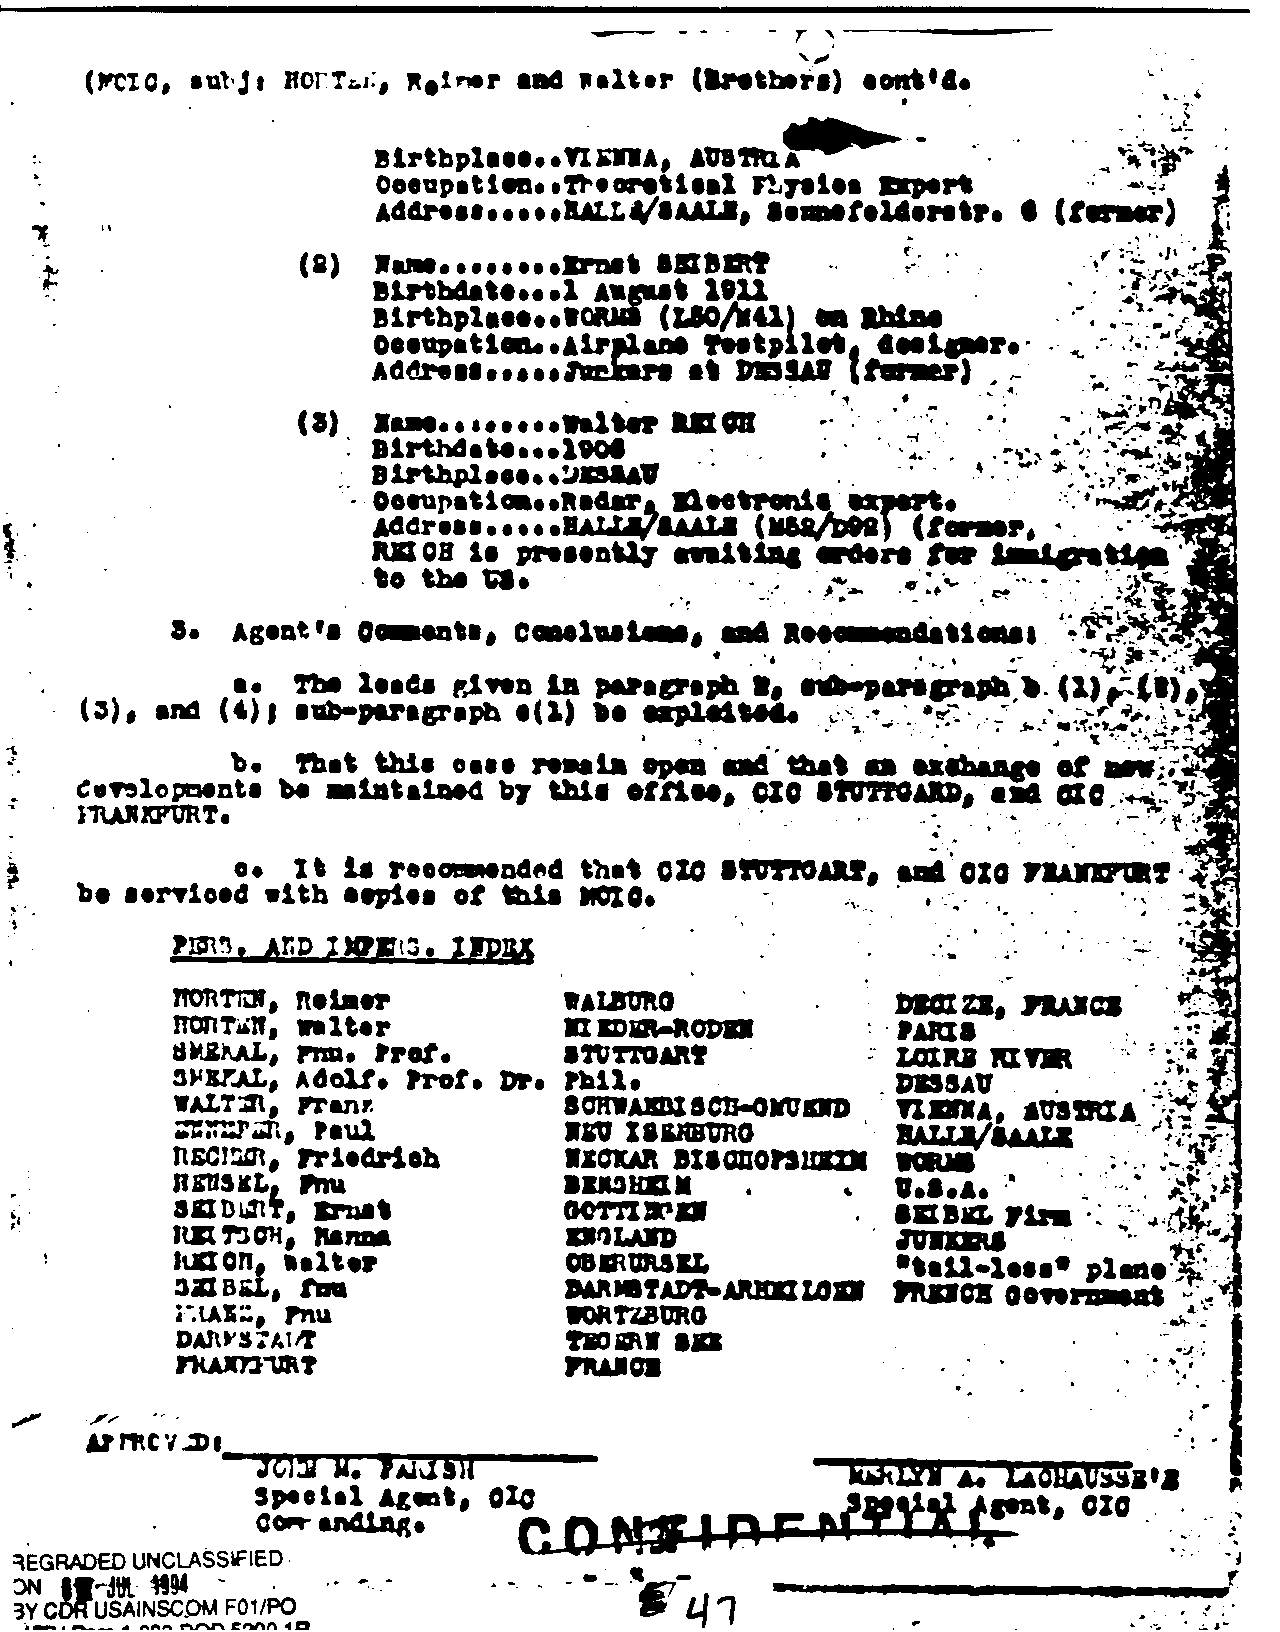 (MCIC, subj: HORTEN, Reimer and Walter (Brothers) cont'd.
Birthplace..VIENNA, AUSTRIA
Occupation..Theoretical Physics Expert
Address.....HALLE/SAALE, Sennefelderstr. 6 (former)
(2) Name........Ernst SEIBERT
Birthdate...1 August 1911
Birthplace..WORMS (L50/M41) on Rhine
Occupation..Airplane Testpilot, designer.
Address.....Junkers at DESSAU (former)
(3) Name........Walter REICH
Birthdate...1906
Birthplace..DESSAU
Occupation..Radar, Electronic expert.
Address.....HALLE/SAALE (M52/D92) (former,
REICH is presently awaiting orders for immigration
to the US.
3. Agent's Comments, Conclusions, and Recommendations:
a. The leads given in paragraph 2, sub-paragraph b (1), (2),
(3), and (4); sub-paragraph c(1) be exploited.
b. That this case remain open and that an exchange of new
developments be maintained by this office, CIC STUTTGARD, and CIC
FRANKFURT.
c. It is recommended that CIC STUTTGART, and CIC FRANKFURT
be serviced with copies of this MCIC.
PERS. AND IMPERS. INDEX
HORTEN, Reimer WALBURG DECIZE, FRANCE
HORTEN, Walter NIEDER-RODEN PARIS
SMEKAL, Fnu. Prof. STUTTGART LOIRE RIVER
SMEKAL, Adolf. Prof. Dr. Phil. DESSAU
WALTER, Franz SCHWAEBISCH-GMUEND VIENNA, AUSTRIA
Paul NEU ISENBURG HALLE/SAALE
Friedrich NECKAR BISCHOFSHEIM WORMS
HENSEL, Fnu BENSHEIM U.S.A.
SEIBERT, Ernst GOTTINGEN SEIBEL Firm
REITSCH, Hanna ENGLAND JUNKERS
REICH, Walter OBERURSEL "tail-less" plane
SEIBEL, fnu DARMSTADT-ARHEILGEN FRENCH Government
Fnu WORTZBURG
DARMSTADT TEGERN SEE
FRANKFURT FRANCE
APPROVED:
JOHN M. PARISH MARLYN A. LACHAUSSE'E
Special Agent, CIC Special Agent, CIC
Commanding.
CONFIDENTIAL
REGRADED UNCLASSIFIED
ON JUL 1994
BY CDR USAINSCOM F01/PO
47